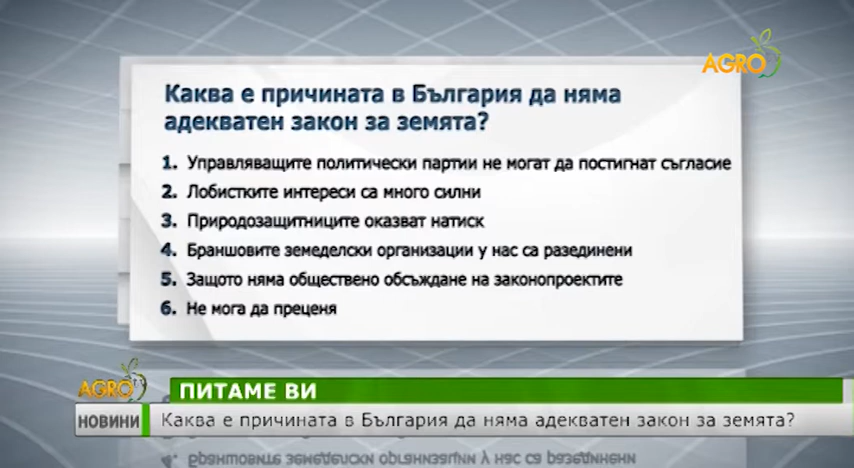 AGRO
Каква е причината в България да няма
адекватен закон за земята?
1. Управляващите политически партии не могат да постигнат съгласие
2. Лобистките интереси са много силни
3. Природозащитниците оказват натиск
4. Браншовите земеделски организации у нас са разединени
5. Защото няма обществено обсъждане на законопроектите
6. Не мога да преценя
AGRO
ПИТАМЕ ВИ
НОВИНИ
Каква е причината в България да няма адекватен закон за земята?